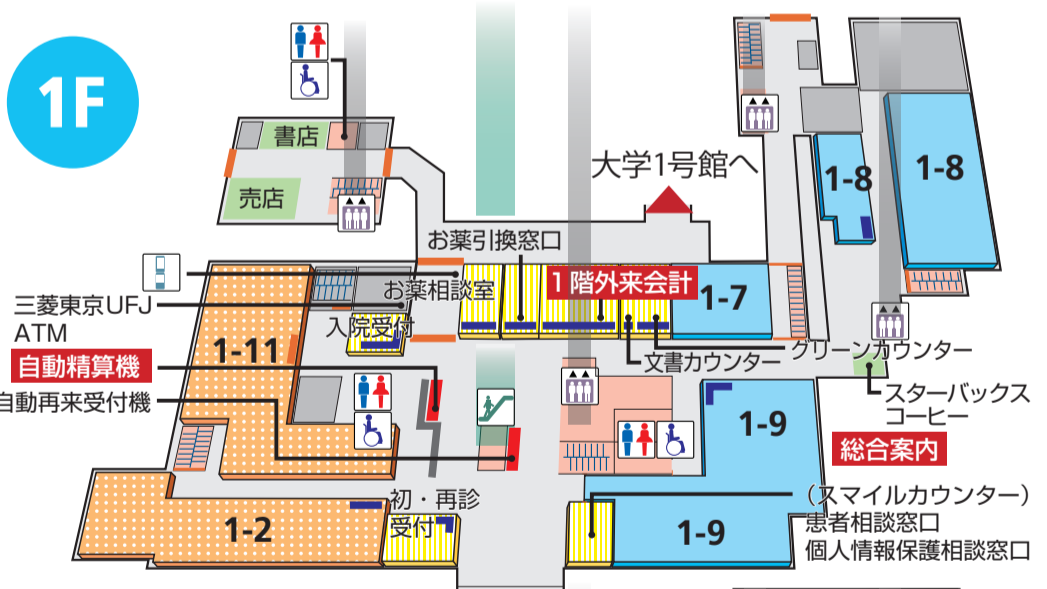 1F
書店
売店
大学1号館へ
1-8
1-8
お薬引換窓口
お薬相談室
1階外来会計
1-7
三菱東京UFJ
ATM
入院受付
自動精算機
1-11
文書カウンター
グリーンカウンター
自動再来受付機
スターバックス
コーヒー
1-9
総合案内
初・再診
受付
(スマイルカウンター)
患者相談窓口
個人情報保護相談窓口
1-2
1-9